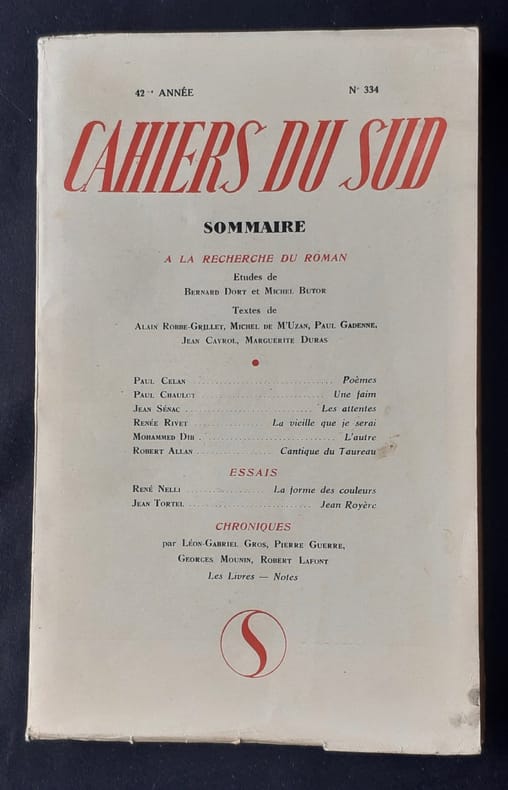 42me ANNÉE N° 334
CAHIERS DU SUD
SOMMAIRE
A LA RECHERCHE DU ROMAN
Etudes de
BERNARD DORT et MICHEL BUTOR
Textes de
ALAIN ROBBE-GRILLET, MICHEL DE M'UZAN, PAUL GADENNE,
JEAN CAYROL, MARGUERITE DURAS
PAUL CELAN .................... Poèmes
PAUL CHAULOT .................... Une faim
JEAN SÉNAC .................... Les attentes
RENÉE RIVET .................... La vieille que je serai
MOHAMMED DIB .................... L'autre
ROBERT ALLAN .................... Cantique du Taureau
ESSAIS
RENÉ NELLI .................... La forme des couleurs
JEAN TORTEL .................... Jean Royère
CHRONIQUES
par LÉON-GABRIEL GROS, PIERRE GUERRE,
GEORGES MOUNIN, ROBERT LAFONT
Les Livres — Notes
S